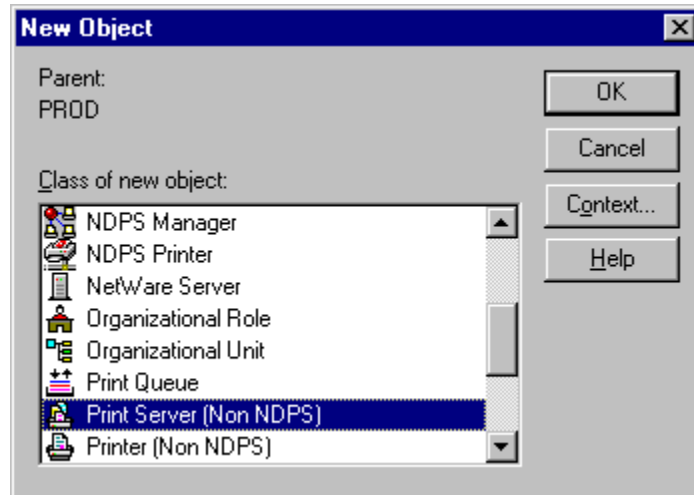 New Object
Parent:
PROD
Class of new object:
NDPS Manager
NDPS Printer
NetWare Server
Organizational Role
Organizational Unit
Print Queue
Print Server (Non NDPS)
Printer (Non NDPS)
OK
Cancel
Context...
Help